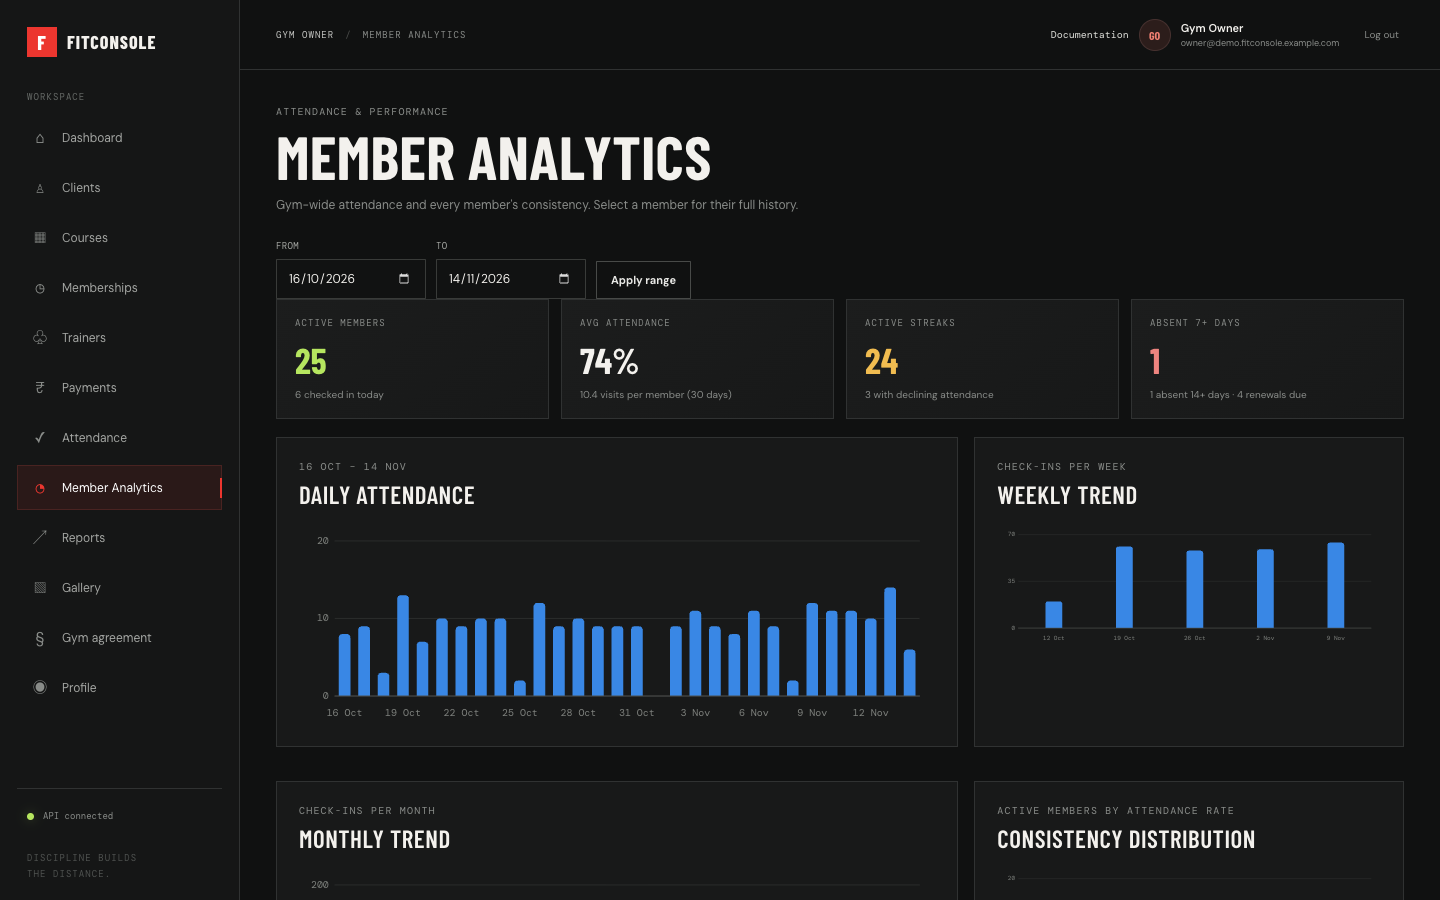 F FITCONSOLE
WORKSPACE
Dashboard
Clients
Courses
Memberships
Trainers
₹ Payments
Attendance
Member Analytics
Reports
Gallery
§ Gym agreement
Profile
API connected
DISCIPLINE BUILDS
THE DISTANCE.
GYM OWNER / MEMBER ANALYTICS
Documentation
GO
Gym Owner
owner@demo.fitconsole.example.com
Log out
ATTENDANCE & PERFORMANCE
MEMBER ANALYTICS
Gym-wide attendance and every member's consistency. Select a member for their full history.
FROM
16/10/2026
TO
14/11/2026
Apply range
ACTIVE MEMBERS
25
6 checked in today
AVG ATTENDANCE
74%
10.4 visits per member (30 days)
ACTIVE STREAKS
24
3 with declining attendance
ABSENT 7+ DAYS
1
1 absent 14+ days · 4 renewals due
16 OCT – 14 NOV
DAILY ATTENDANCE
20
10
0
16 Oct 19 Oct 22 Oct 25 Oct 28 Oct 31 Oct 3 Nov 6 Nov 9 Nov 12 Nov
CHECK-INS PER WEEK
WEEKLY TREND
70
35
0
12 Oct 19 Oct 26 Oct 2 Nov 9 Nov
CHECK-INS PER MONTH
MONTHLY TREND
200
ACTIVE MEMBERS BY ATTENDANCE RATE
CONSISTENCY DISTRIBUTION
20